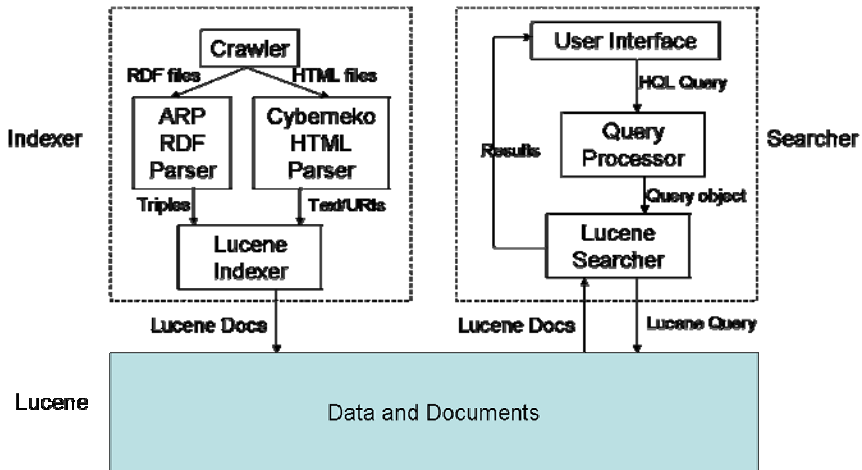 Crawler
RDF files
HTML files
ARP
RDF
Parser
Cyberneko
HTML
Parser
Indexer
Triples
Text/URIs
Lucene
Indexer
Lucene Docs
User Interface
HQL Query
Query
Processor
Searcher
Results
Query object
Lucene
Searcher
Lucene Docs
Lucene Query
Lucene
Data and Documents